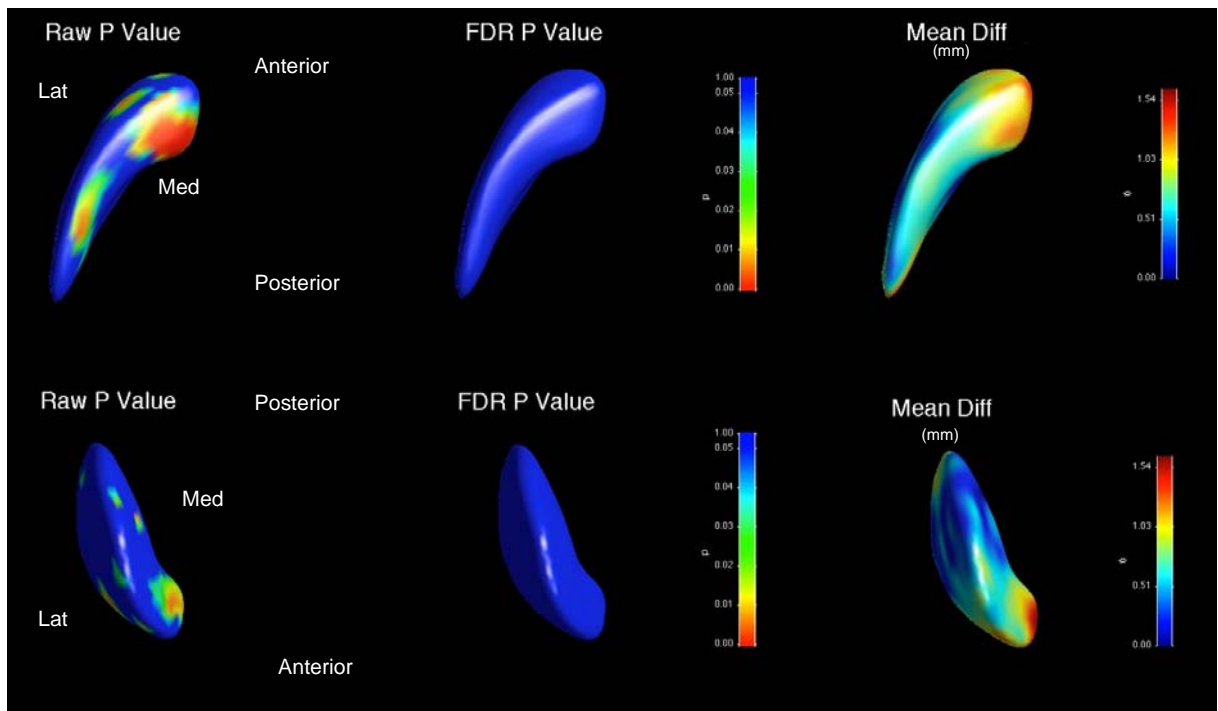 Raw P Value
FDR P Value
Mean Diff
(mm)
Anterior
Lat
Med
Posterior
1.00
0.05
0.04
0.03
0.02
0.01
0.00
p
1.54
1.03
0.51
0.00
Raw P Value
Posterior
FDR P Value
Mean Diff
(mm)
Med
Lat
Anterior
1.00
0.05
0.04
0.03
0.02
0.01
0.00
p
1.54
1.03
0.51
0.00